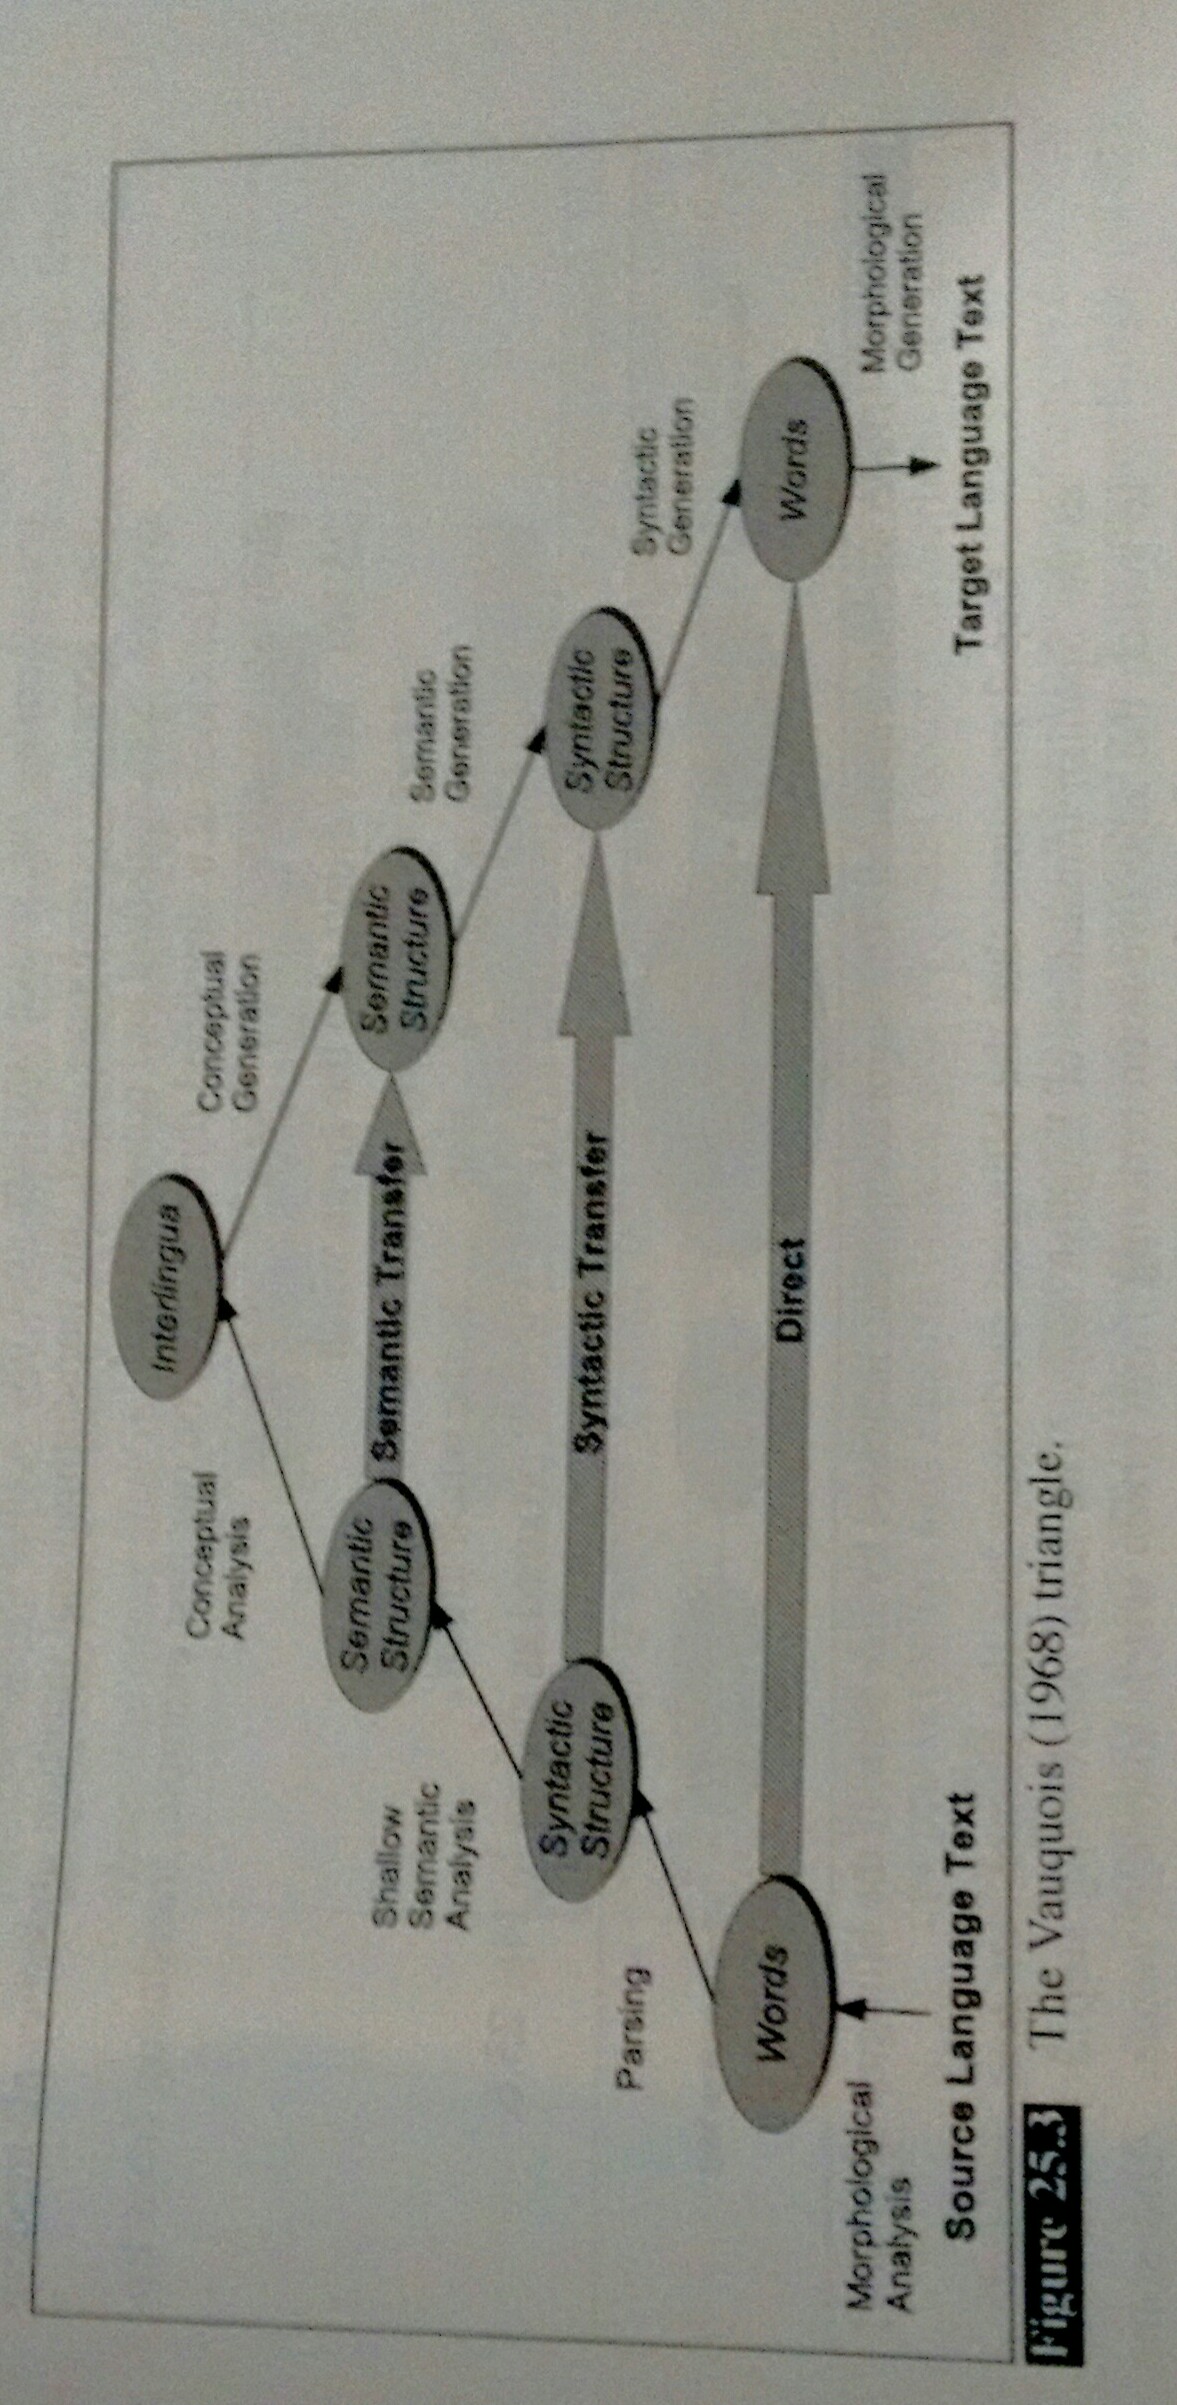 Interlingua
Conceptual
Analysis
Conceptual
Generation
Semantic
Structure
Semantic Transfer
Semantic
Structure
Shallow
Semantic
Analysis
Semantic
Generation
Syntactic
Structure
Syntactic Transfer
Syntactic
Structure
Parsing
Syntactic
Generation
Words
Direct
Words
Morphological
Analysis
Morphological
Generation
Source Language Text
Target Language Text
Figure 25.3 The Vauquois (1968) triangle.